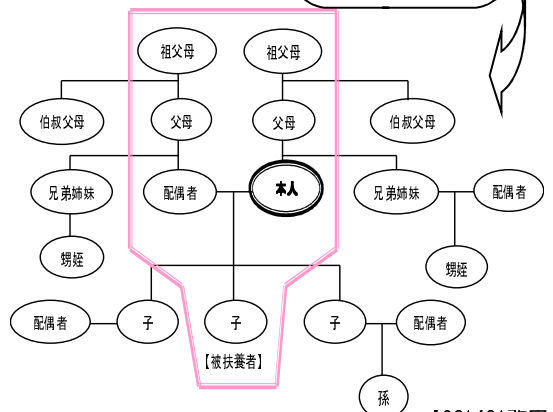 祖父母 祖父母
伯叔父母 父母 父母 伯叔父母
兄弟姉妹 配偶者 本人 兄弟姉妹 配偶者
甥姪 甥姪
配偶者 子 子 子 配偶者
【被扶養者】
孫